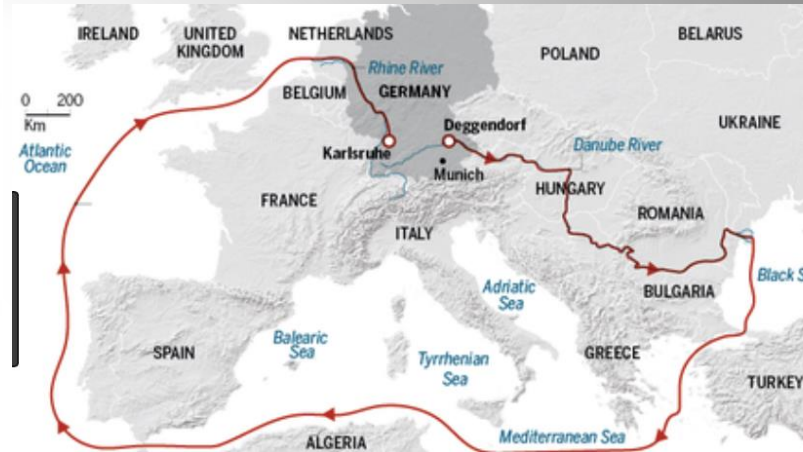 IRELAND
UNITED
KINGDOM
NETHERLANDS
BELARUS
POLAND
Rhine River
BELGIUM
GERMANY
0 200
Km
UKRAINE
Deggendorf
Karlsruhe
Atlantic
Ocean
Danube River
Munich
HUNGARY
FRANCE
ROMANIA
ITALY
Black S
Adriatic
Sea
BULGARIA
Balearic
Sea
SPAIN
Tyrrhenian
Sea
GREECE
TURKEY
Mediterranean Sea
ALGERIA